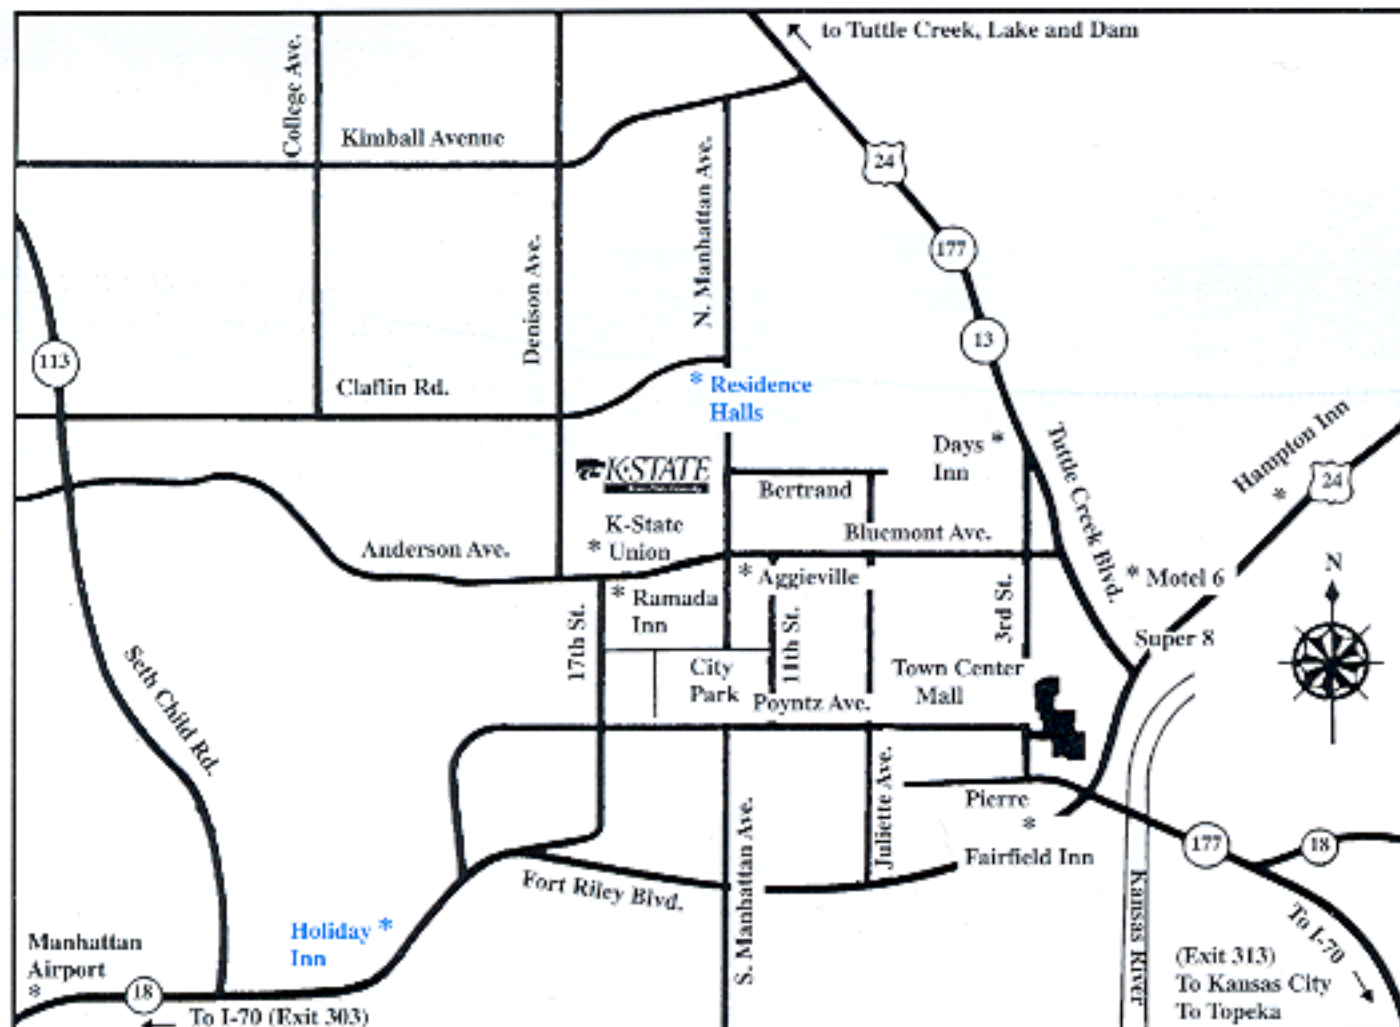 to Tuttle Creek, Lake and Dam
College Ave.
Kimball Avenue
24
N. Manhattan Ave.
177
Denison Ave.
13
113
Claflin Rd.
* Residence
Halls
Hampton Inn
*
Days *
Inn
Tuttle Creek Blvd.
24
K-STATE
Bertrand
K-State
* Union
Bluemont Ave.
Anderson Ave.
N
* Aggieville
* Motel 6
* Ramada
Inn
17th St.
11th St.
3rd St.
Super 8
City
Park
Town Center
Mall
Seth Child Rd.
Poyntz Ave.
Juliette Ave.
Pierre
*
Fairfield Inn
177
18
S. Manhattan Ave.
Fort Riley Blvd.
Kansas River
To I-70
Holiday *
Inn
Manhattan
Airport
*
18
To I-70 (Exit 303)
(Exit 313)
To Kansas City
To Topeka